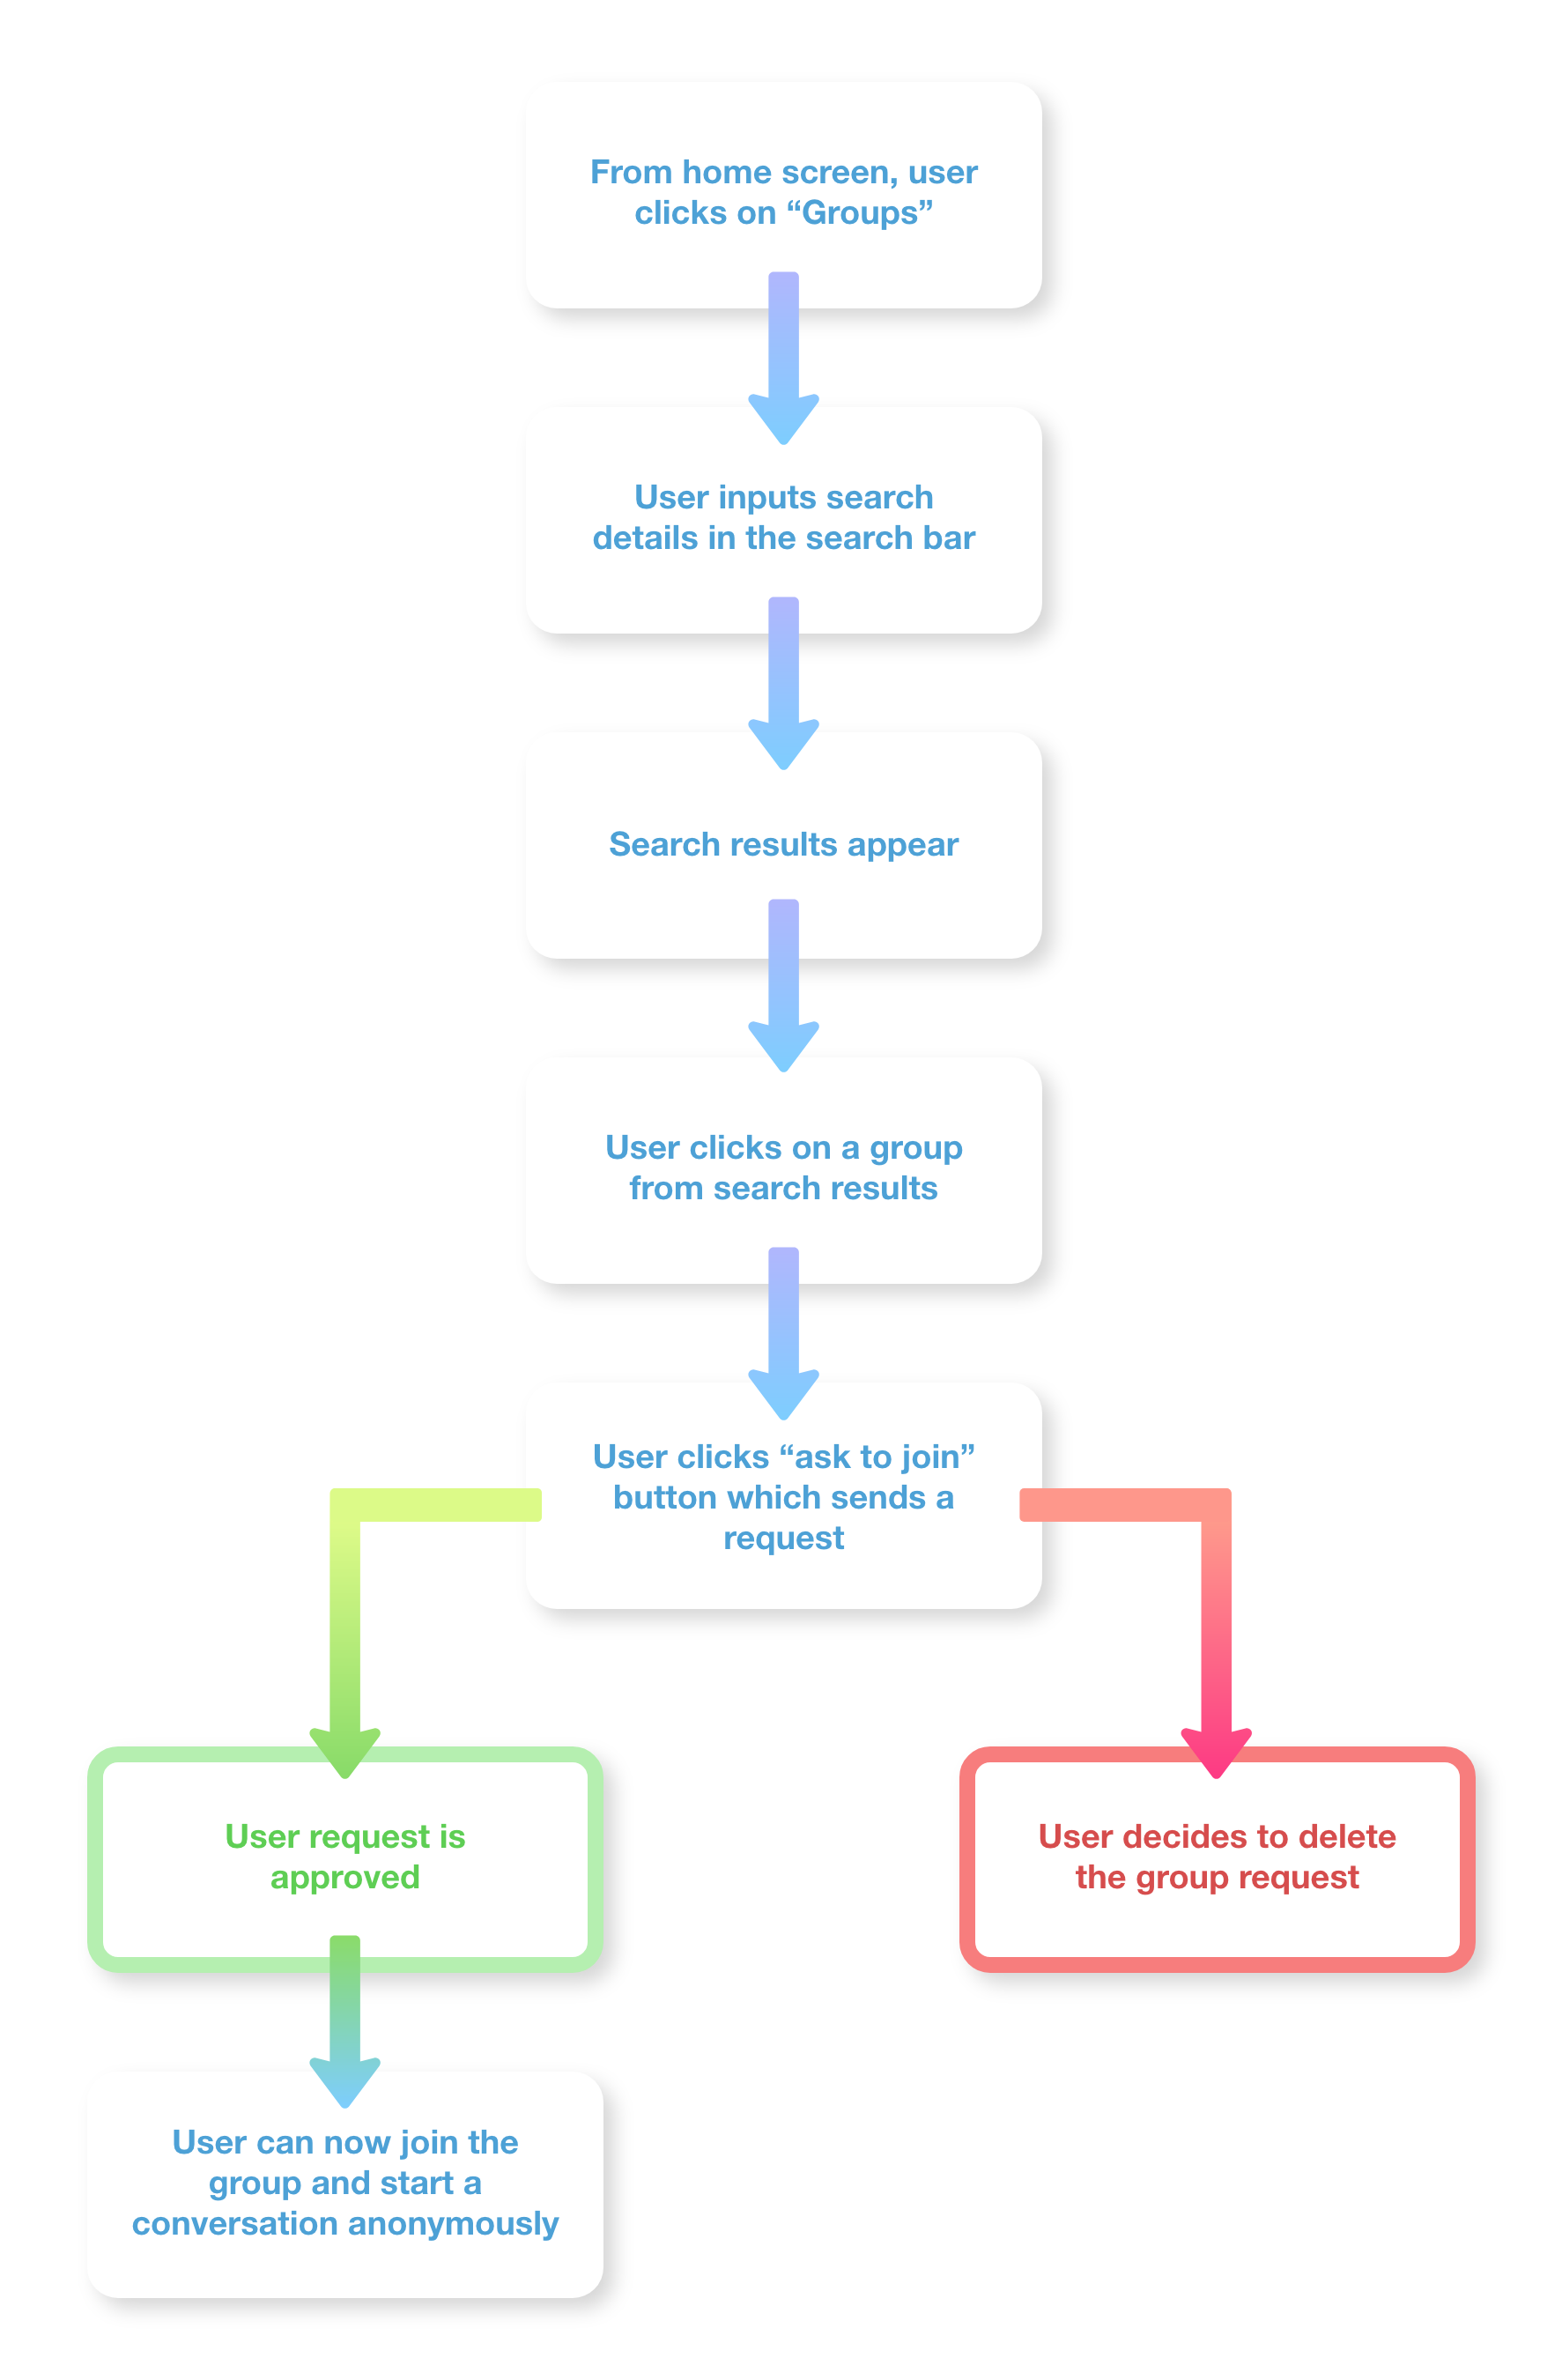 From home screen, user
clicks on “Groups”
User inputs search
details in the search bar
Search results appear
User clicks on a group
from search results
User clicks “ask to join”
button which sends a
request
User request is
approved
User decides to delete
the group request
User can now join the
group and start a
conversation anonymously